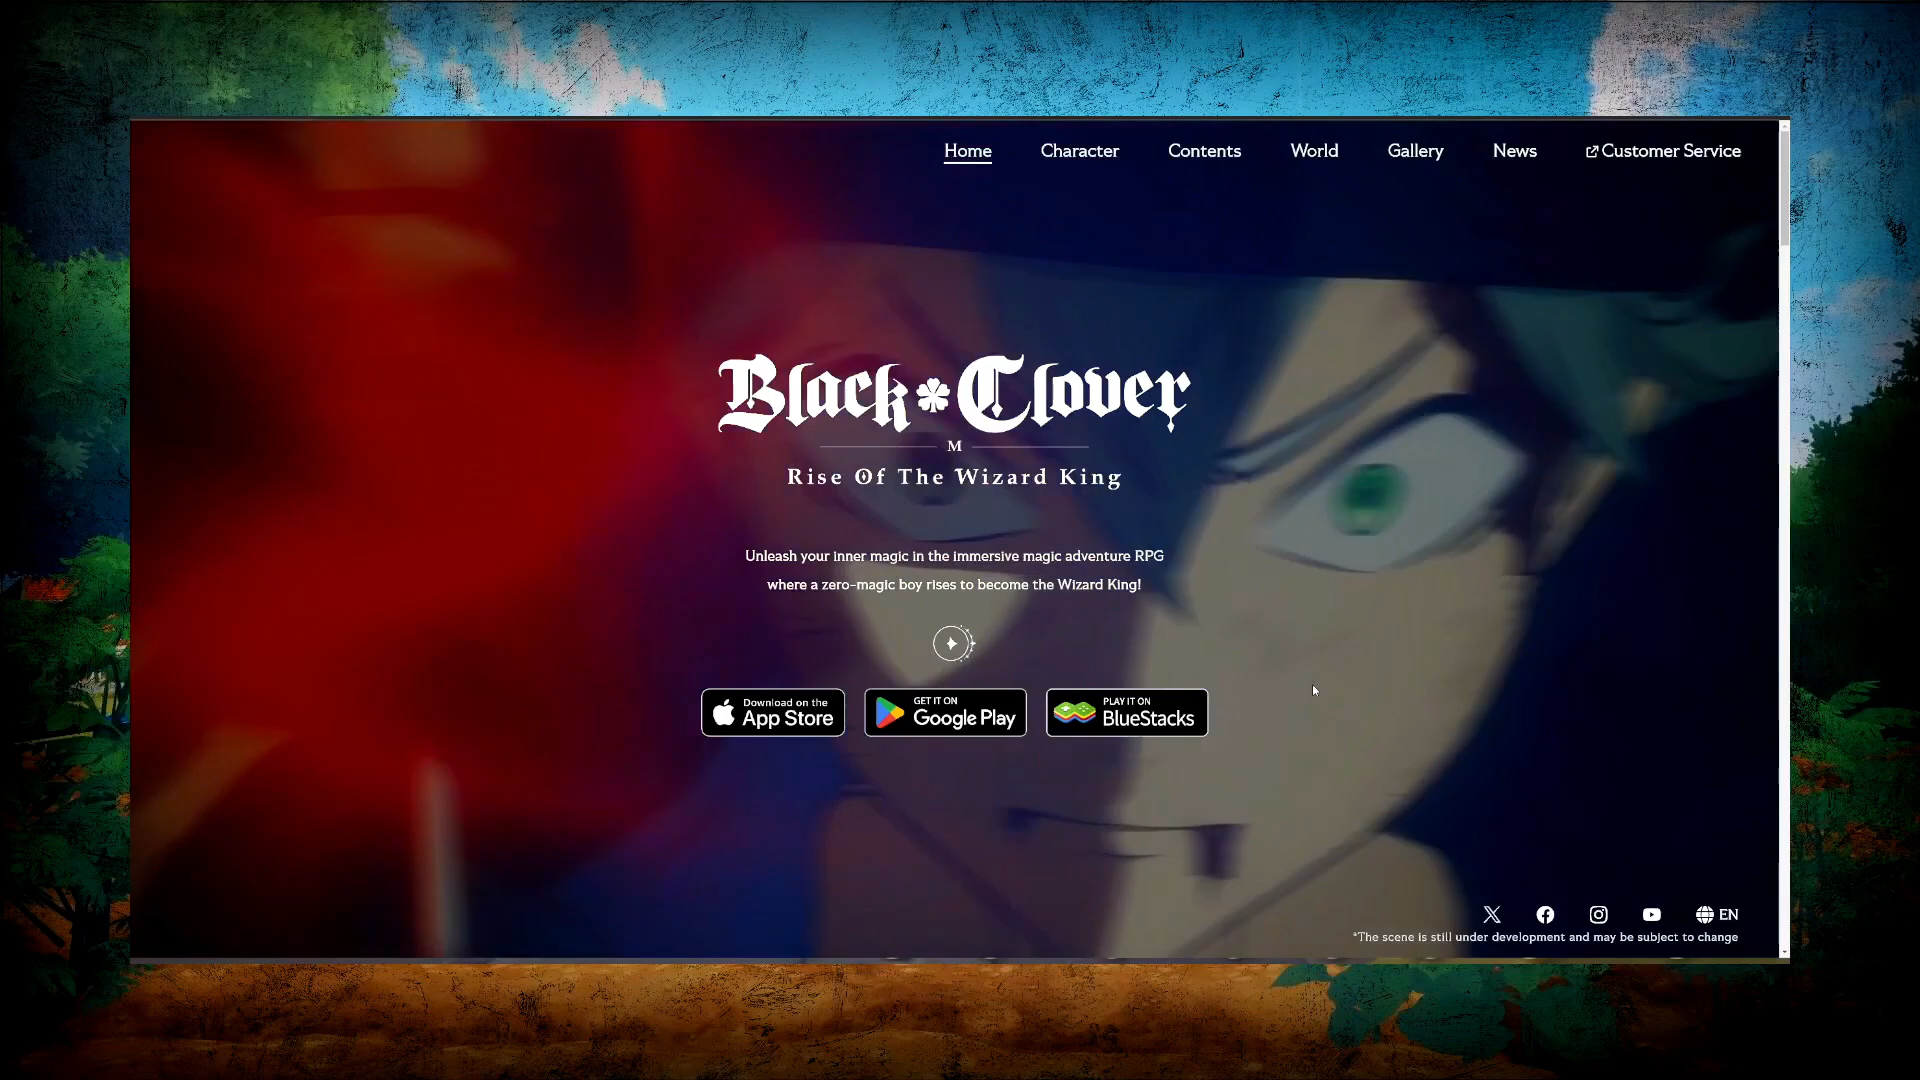 Home Character Contents World Gallery News Customer Service
Black Clover
M
Rise Of The Wizard King
Unleash your inner magic in the immersive magic adventure RPG
where a zero-magic boy rises to become the Wizard King!
Download on the
App Store
GET IT ON
Google Play
PLAY IT ON
BlueStacks
EN
*The scene is still under development and may be subject to change